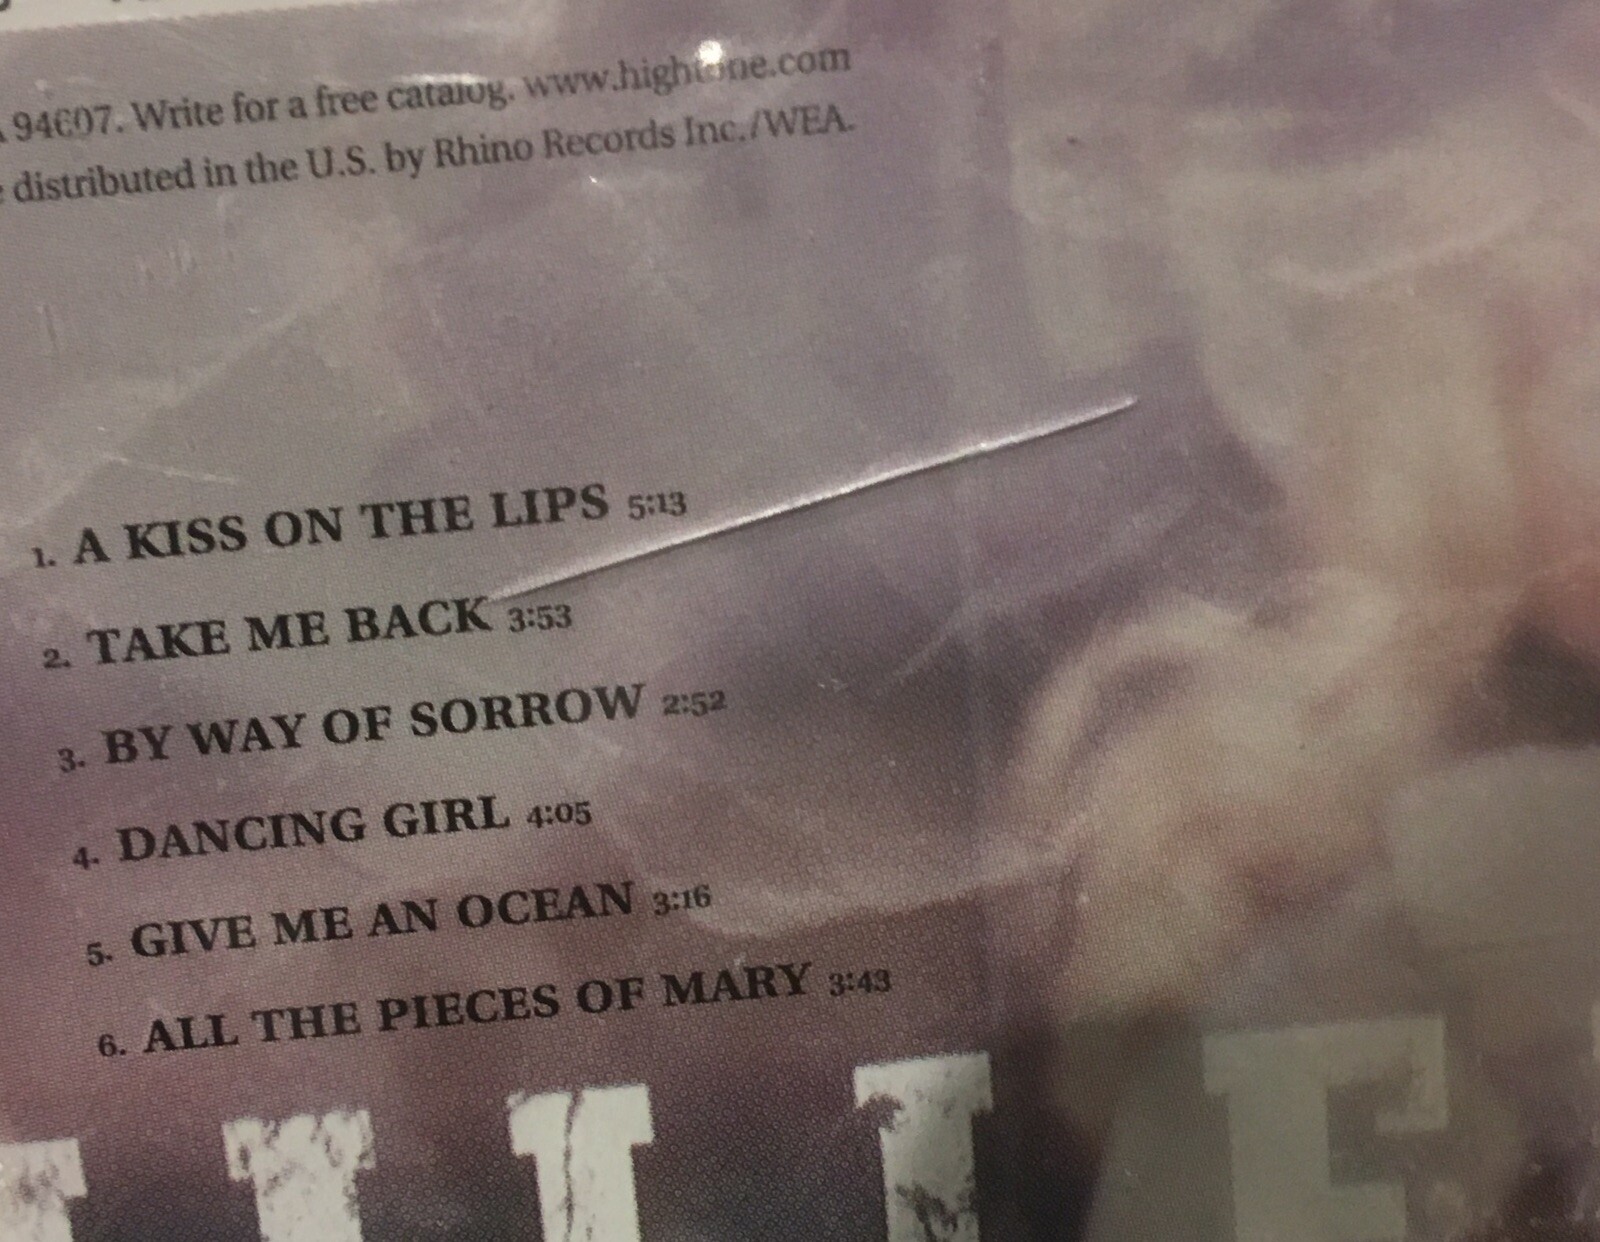 94607. Write for a free catalog. www.hightone.com
distributed in the U.S. by Rhino Records Inc./WEA.
1. A KISS ON THE LIPS 5:13
2. TAKE ME BACK 3:53
3. BY WAY OF SORROW 2:52
4. DANCING GIRL 4:05
5. GIVE ME AN OCEAN 3:16
6. ALL THE PIECES OF MARY 3:43